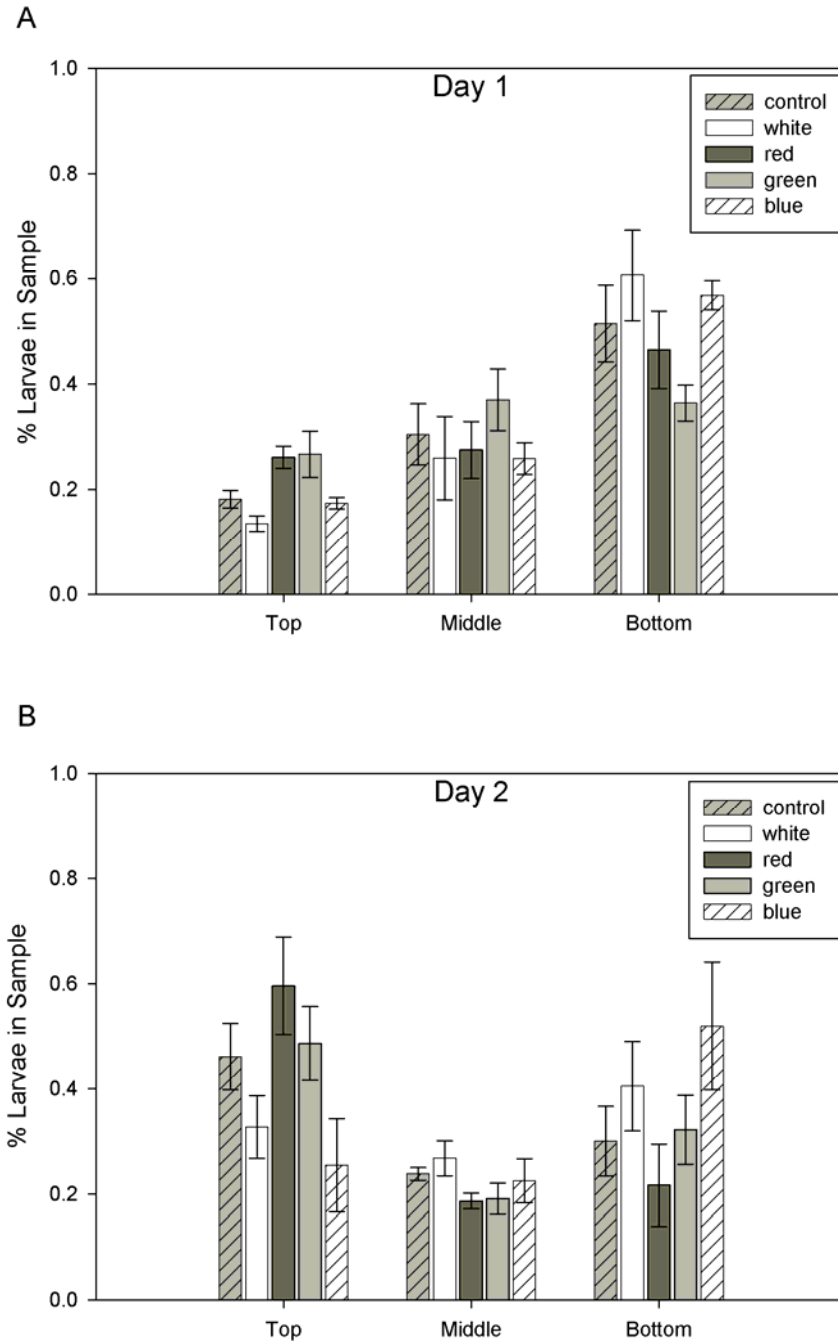 A
Day 1
control
white
red
green
blue
% Larvae in Sample
1.0
0.8
0.6
0.4
0.2
0.0
Top Middle Bottom
B
Day 2
control
white
red
green
blue
% Larvae in Sample
1.0
0.8
0.6
0.4
0.2
0.0
Top Middle Bottom